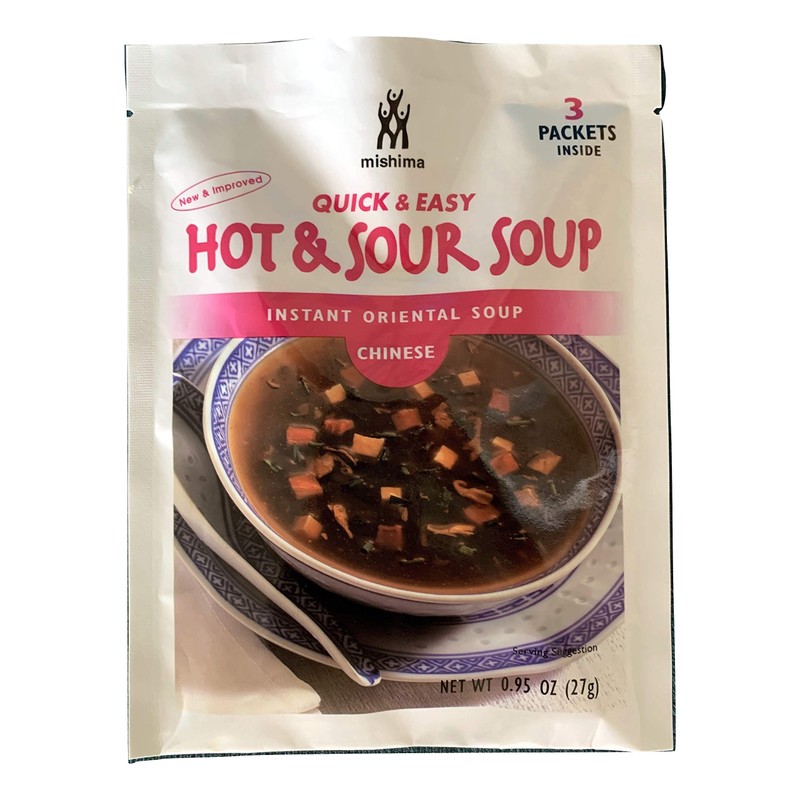 mishima
3
PACKETS
INSIDE
New & Improved
QUICK & EASY
HOT & SOUR SOUP
INSTANT ORIENTAL SOUP
CHINESE
Serving Suggestion
NET WT 0.95 OZ (27g)